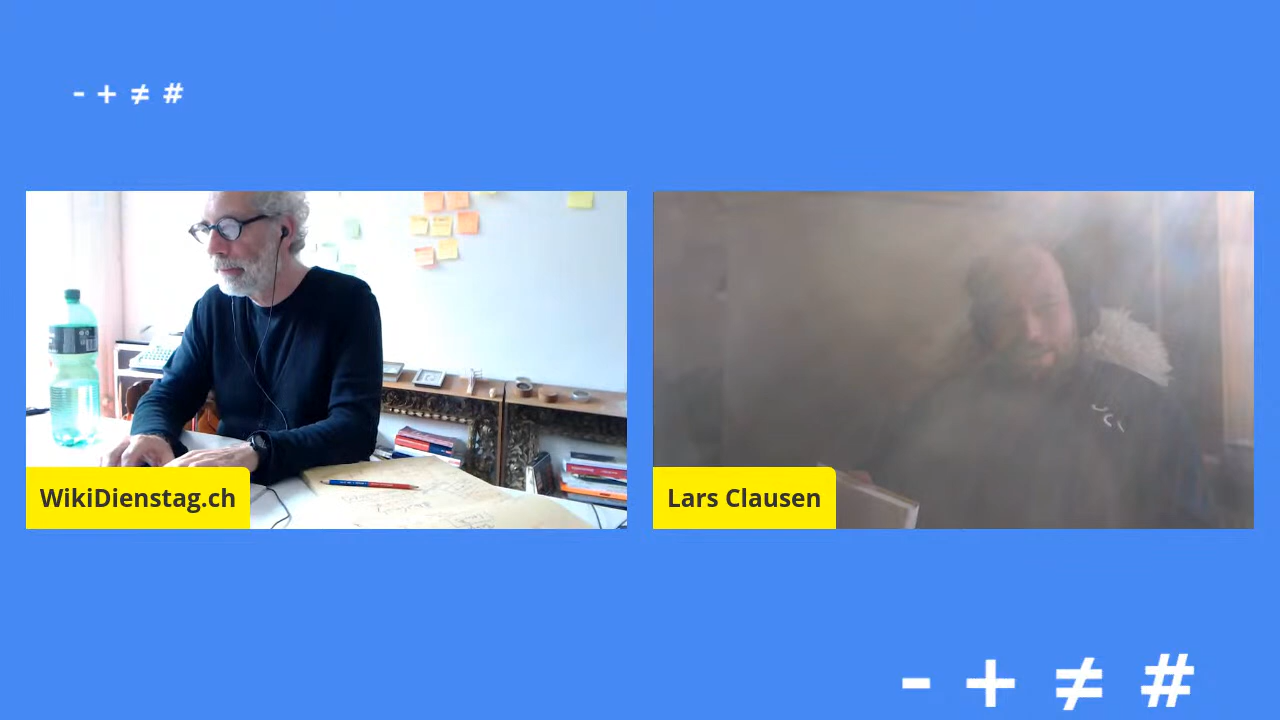 - + ≠ #
WikiDienstag.ch
Lars Clausen
- + ≠ #